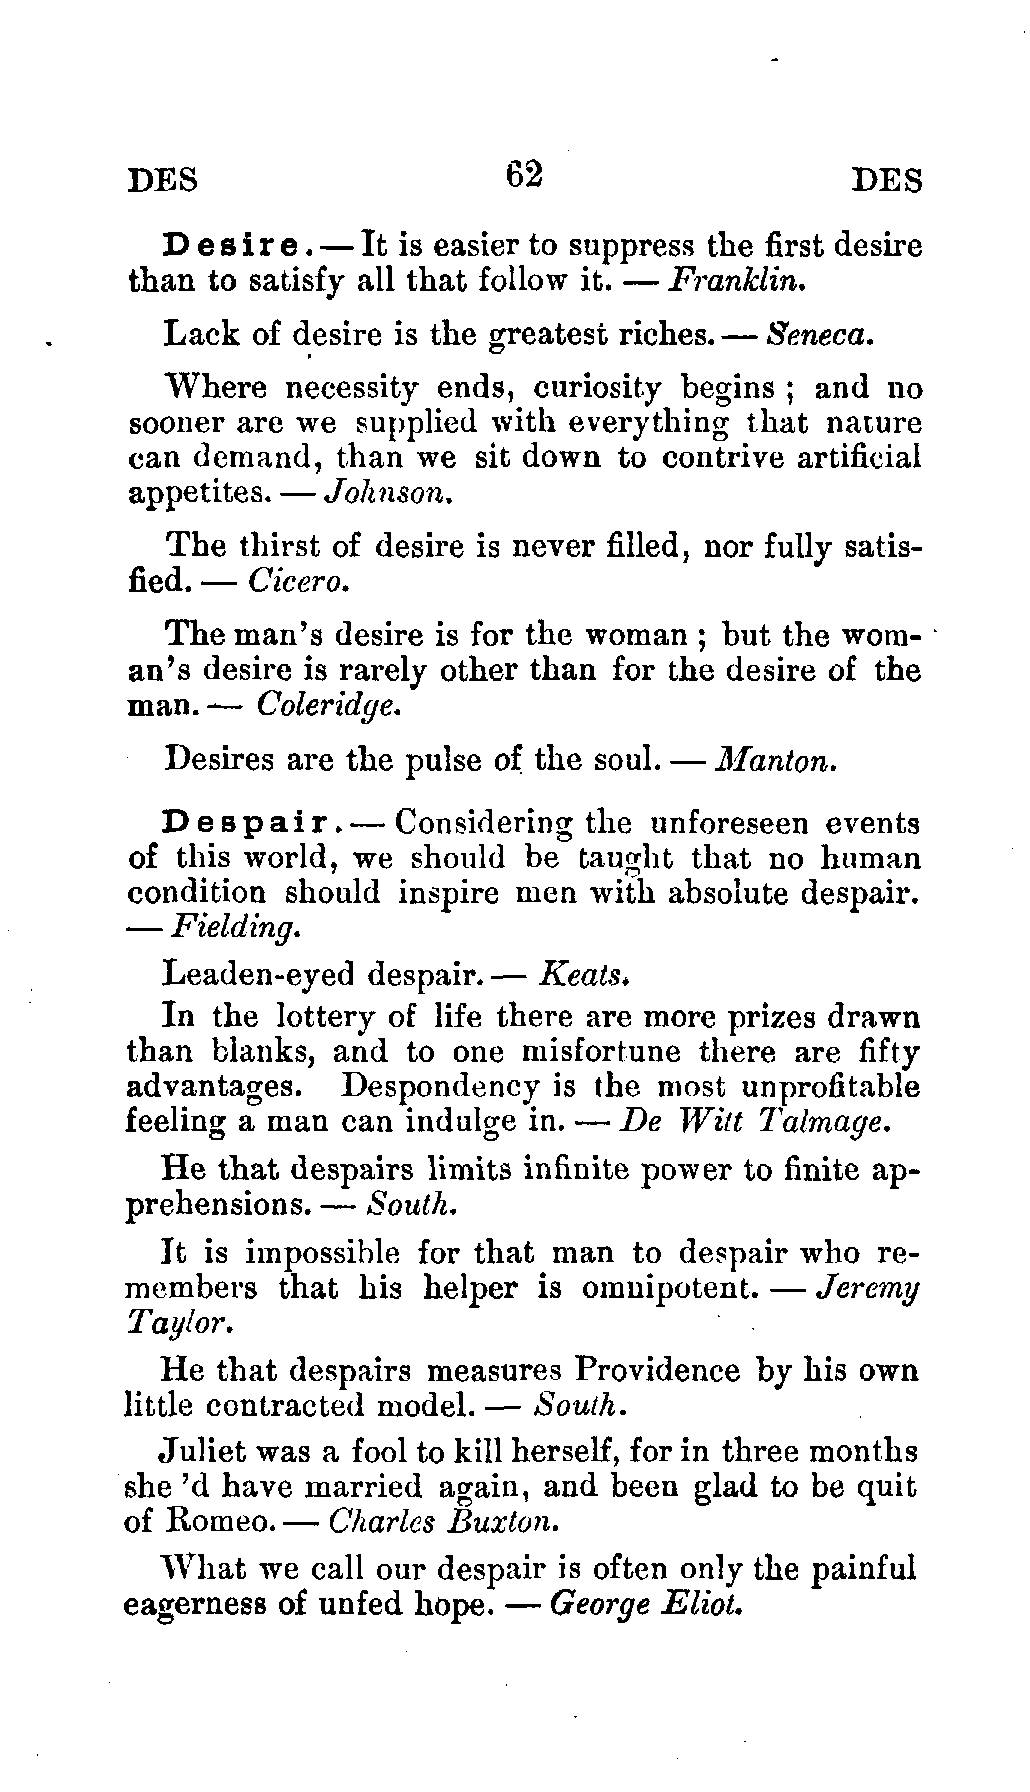 DES 62 DES
Desire. — It is easier to suppress the first desire
than to satisfy all that follow it. — Franklin.
Lack of desire is the greatest riches. — Seneca.
Where necessity ends, curiosity begins ; and no
sooner are we supplied with everything that nature
can demand, than we sit down to contrive artificial
appetites. — Johnson.
The thirst of desire is never filled, nor fully satis-
fied. — Cicero.
The man's desire is for the woman ; but the wom-
an's desire is rarely other than for the desire of the
man. — Coleridge.
Desires are the pulse of the soul. — Manton.
Despair. — Considering the unforeseen events
of this world, we should be taught that no human
condition should inspire men with absolute despair.
— Fielding.
Leaden-eyed despair. — Keats.
In the lottery of life there are more prizes drawn
than blanks, and to one misfortune there are fifty
advantages. Despondency is the most unprofitable
feeling a man can indulge in. — De Witt Talmage.
He that despairs limits infinite power to finite ap-
prehensions. — South.
It is impossible for that man to despair who re-
members that his helper is omnipotent. — Jeremy
Taylor.
He that despairs measures Providence by his own
little contracted model. — South.
Juliet was a fool to kill herself, for in three months
she 'd have married again, and been glad to be quit
of Romeo. — Charles Buxton.
What we call our despair is often only the painful
eagerness of unfed hope. — George Eliot.